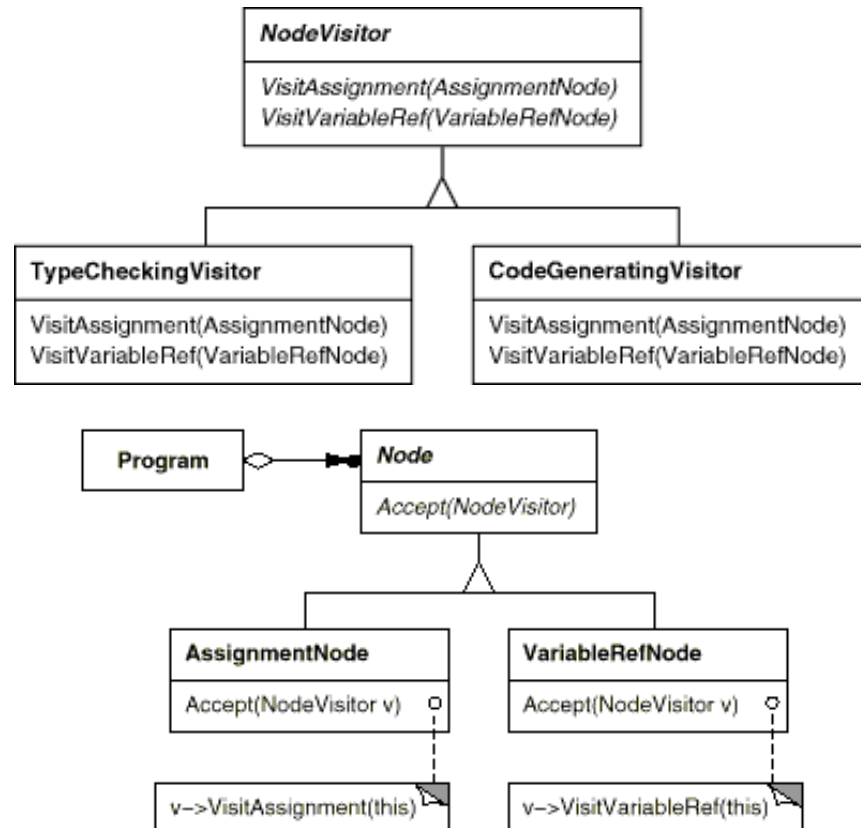 NodeVisitor
VisitAssignment(AssignmentNode)
VisitVariableRef(VariableRefNode)
TypeCheckingVisitor
VisitAssignment(AssignmentNode)
VisitVariableRef(VariableRefNode)
CodeGeneratingVisitor
VisitAssignment(AssignmentNode)
VisitVariableRef(VariableRefNode)
Program
Node
Accept(NodeVisitor)
AssignmentNode
Accept(NodeVisitor v)
v->VisitAssignment(this)
VariableRefNode
Accept(NodeVisitor v)
v->VisitVariableRef(this)